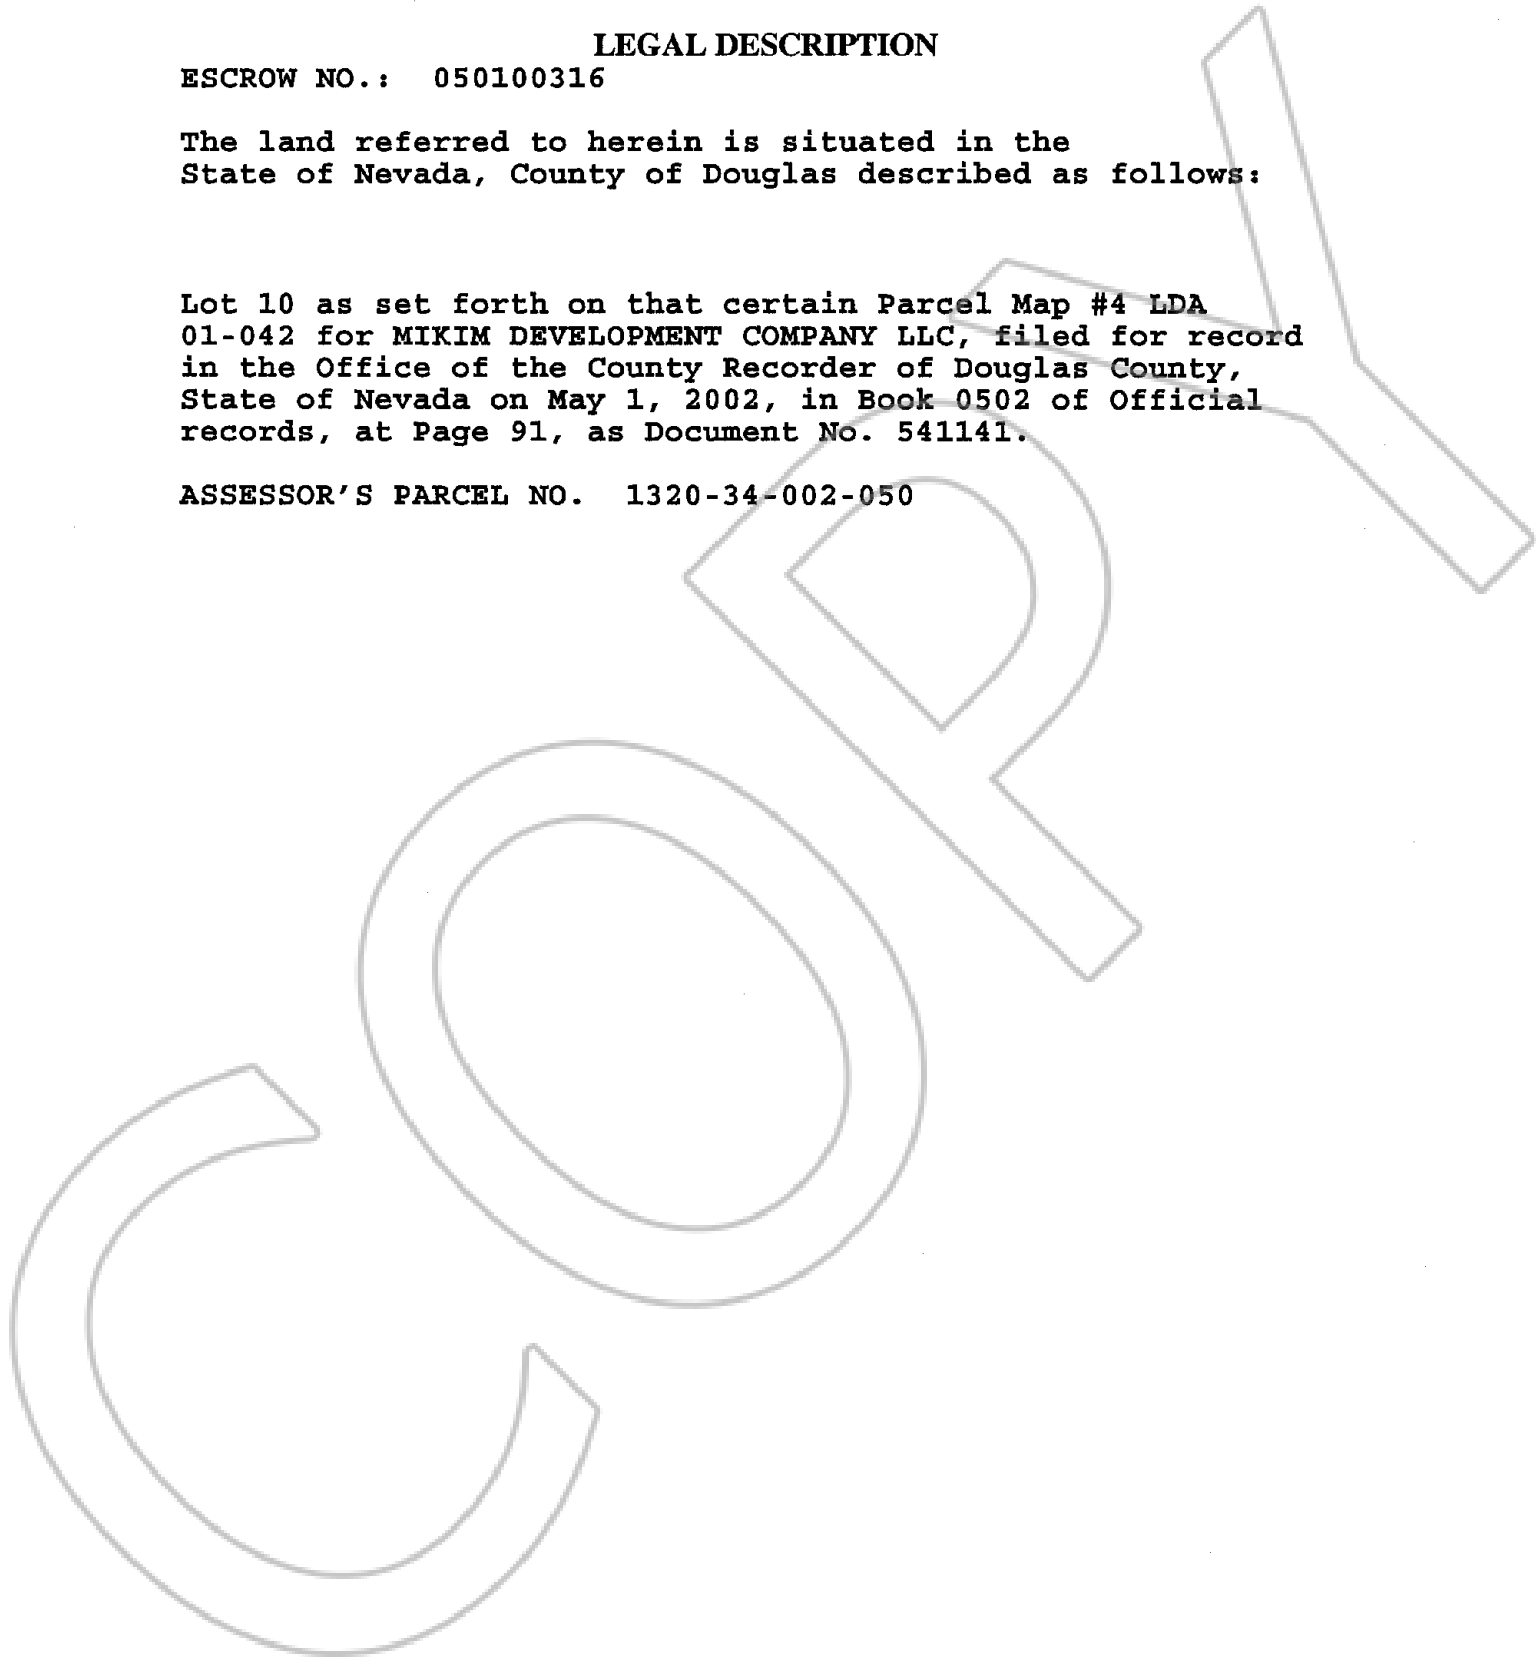 LEGAL DESCRIPTION
ESCROW NO.: 050100316
The land referred to herein is situated in the
State of Nevada, County of Douglas described as follows:
Lot 10 as set forth on that certain Parcel Map #4 LDA
01-042 for MIKIM DEVELOPMENT COMPANY LLC, filed for record
in the Office of the County Recorder of Douglas County,
State of Nevada on May 1, 2002, in Book 0502 of Official
records, at Page 91, as Document No. 541141.
ASSESSOR'S PARCEL NO. 1320-34-002-050
COPY